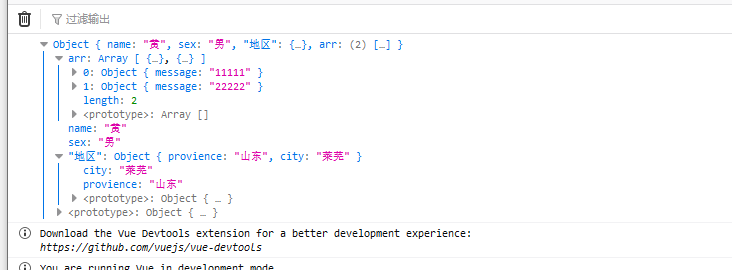 过滤输出
Object { name: "黄", sex: "男", "地区": {…}, arr: (2) […] }
arr: Array [ {…}, {…} ]
0: Object { message: "11111" }
1: Object { message: "22222" }
length: 2
<prototype>: Array []
name: "黄"
sex: "男"
"地区": Object { provience: "山东", city: "莱芜" }
city: "莱芜"
provience: "山东"
<prototype>: Object { … }
<prototype>: Object { … }
Download the Vue Devtools extension for a better development experience:
https://github.com/vuejs/vue-devtools
You are running Vue in development mode.